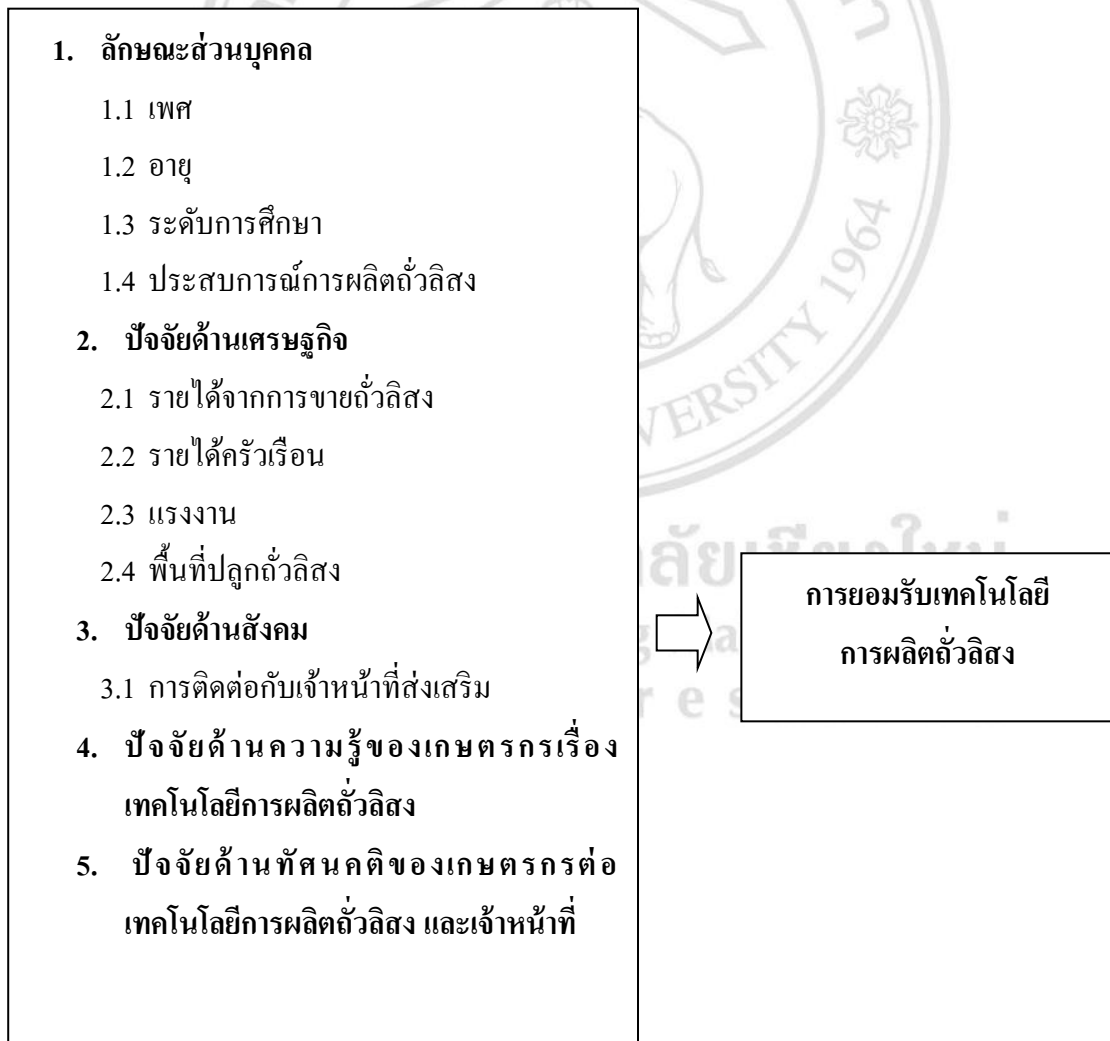 1. ลักษณะส่วนบุคคล
1.1 เพศ
1.2 อายุ
1.3 ระดับการศึกษา
1.4 ประสบการณ์การผลิตถั่วลิสง
2. ปัจจัยด้านเศรษฐกิจ
2.1 รายได้จากการขายถั่วลิสง
2.2 รายได้ครัวเรือน
2.3 แรงงาน
2.4 พื้นที่ปลูกถั่วลิสง
3. ปัจจัยด้านสังคม
3.1 การติดต่อกับเจ้าหน้าที่ส่งเสริม
4. ปัจจัยด้านความรู้ของเกษตรกรเรื่อง
เทคโนโลยีการผลิตถั่วลิสง
5. ปัจจัยด้านทัศนคติของเกษตรกรต่อ
เทคโนโลยีการผลิตถั่วลิสง และเจ้าหน้าที่
การยอมรับเทคโนโลยี
การผลิตถั่วลิสง
1964